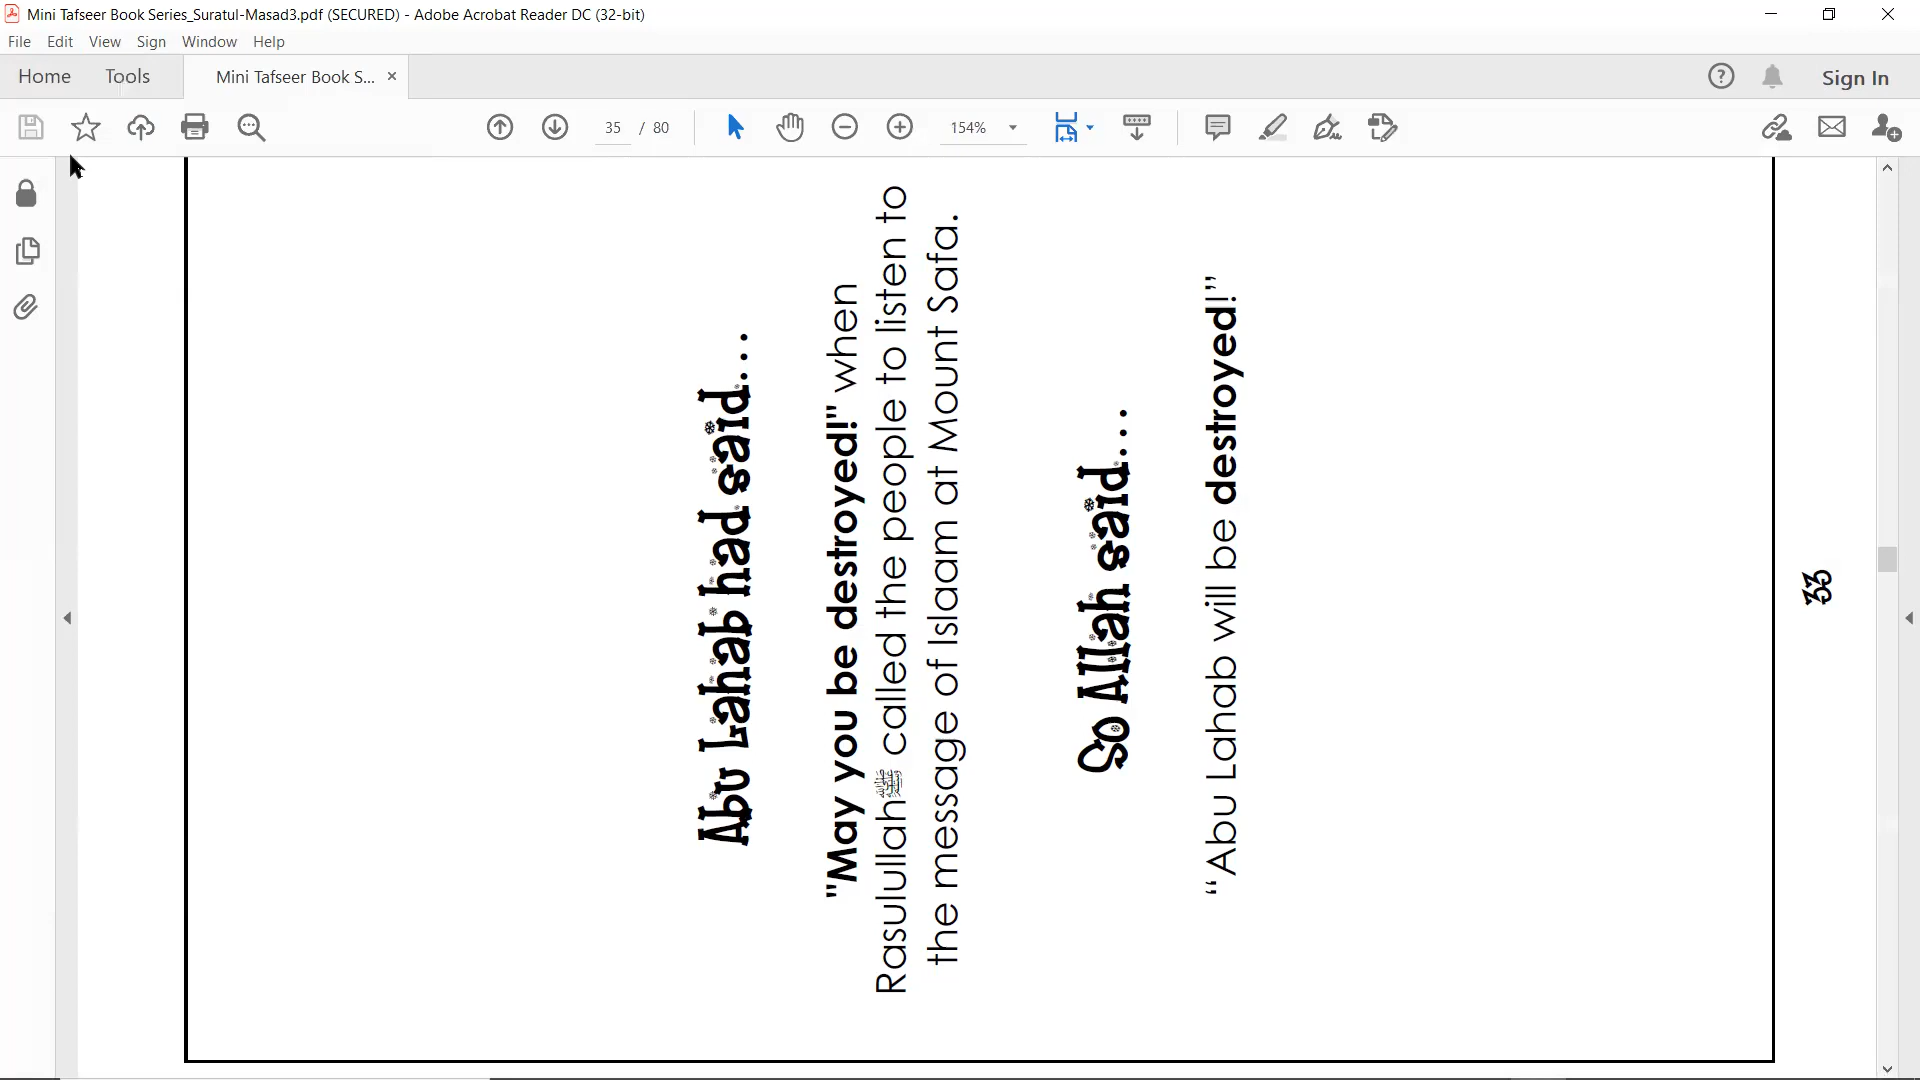 Mini Tafseer Book Series_Suratul-Masad3.pdf (SECURED) - Adobe Acrobat Reader DC (32-bit)
File Edit View Sign Window Help
Home Tools Mini Tafseer Book S... Sign In
35 / 80 154%
Abu Lahab had said....
"May you be destroyed!" when
Rasulullah ﷺ called the people to listen to
the message of Islaam at Mount Safa.
So Allah said....
“Abu Lahab will be destroyed!”
33